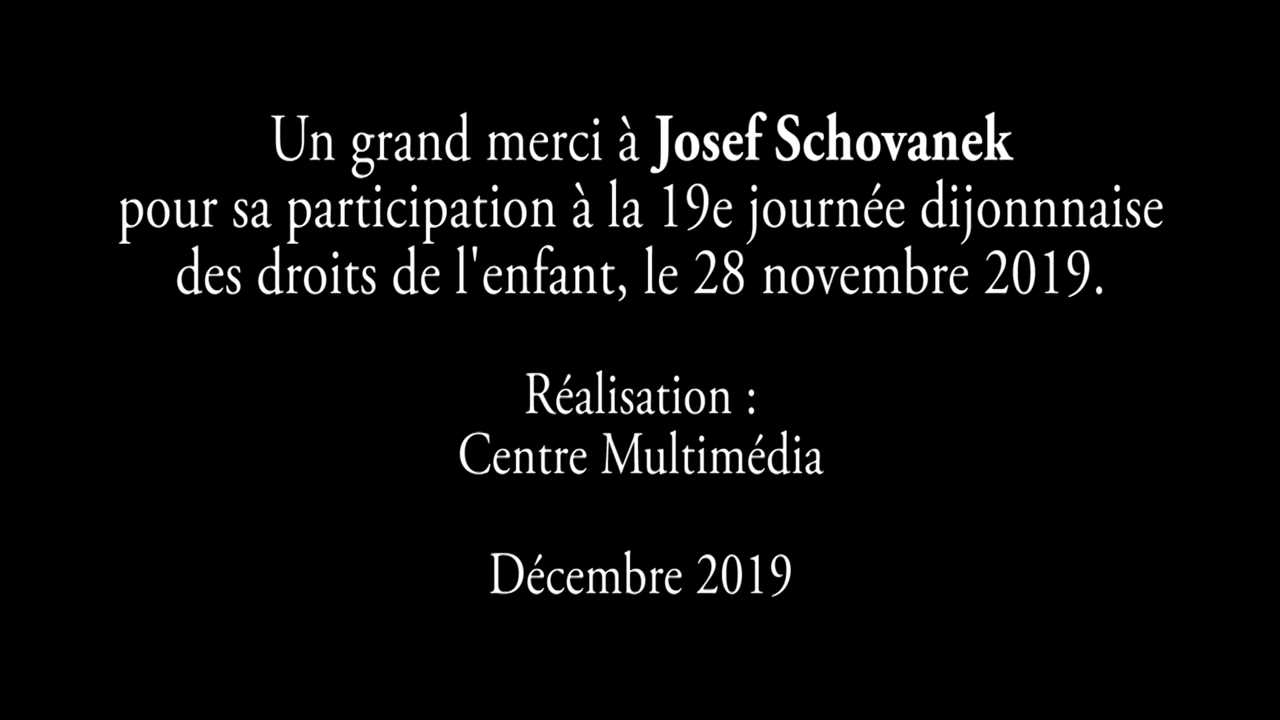 Un grand merci à Josef Schovanek
pour sa participation à la 19e journée dijonnnaise
des droits de l'enfant, le 28 novembre 2019.
Réalisation :
Centre Multimédia
Décembre 2019